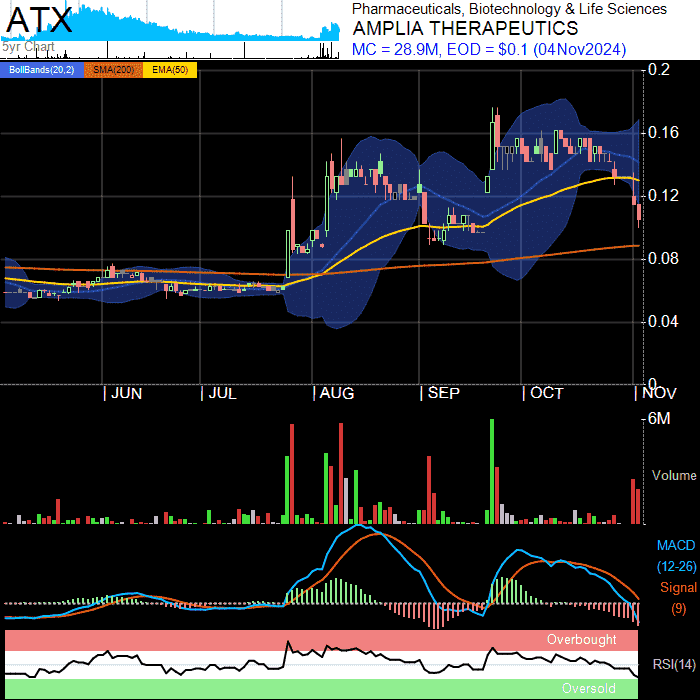 ATX
5yr Chart
Pharmaceuticals, Biotechnology & Life Sciences
AMPLIA THERAPEUTICS
MC = 28.9M, EOD = $0.1 (04Nov2024)
BollBands(20,2) SMA(200) EMA(50)
0.2
0.16
0.12
0.08
0.04
0
JUN JUL AUG SEP OCT NOV
6M
Volume
MACD
(12-26)
Signal
(9)
Overbought
RSI(14)
Oversold